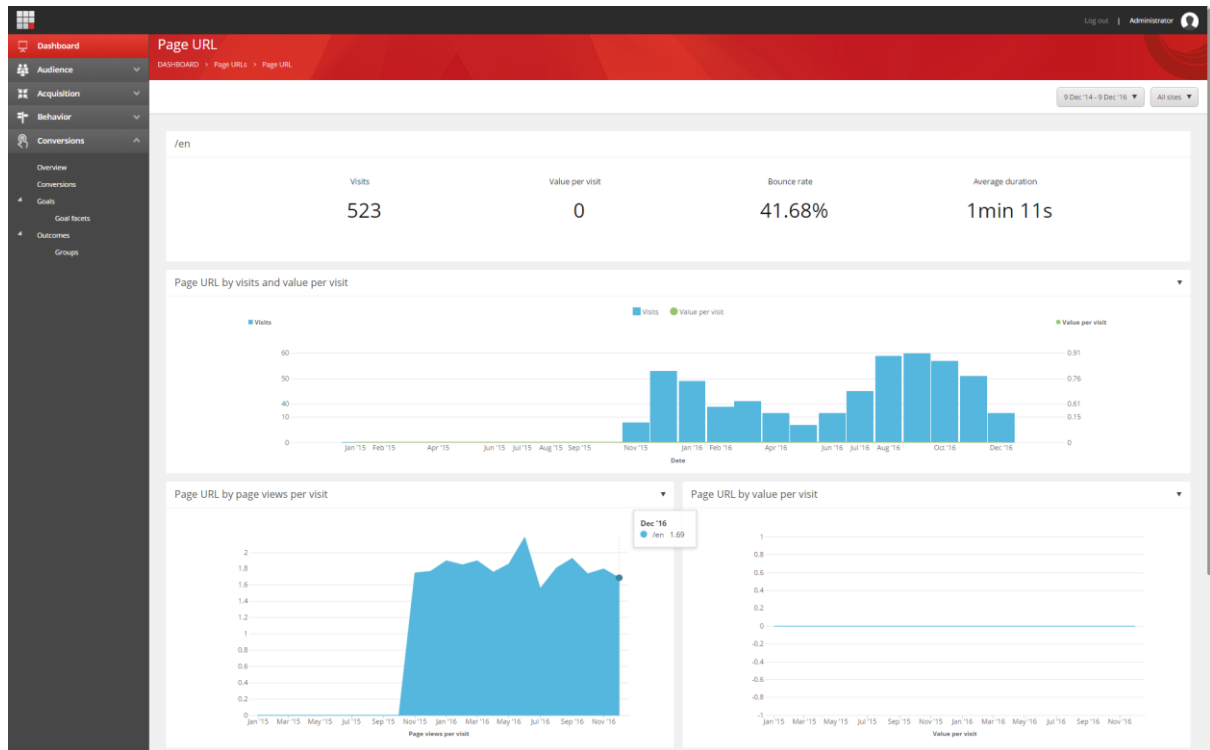 Log out | Administrator
Dashboard
Audience
Acquisition
Behavior
Conversions
Overview
Conversions
Goals
Goal facets
Outcomes
Groups
Page URL
DASHBOARD > Page URLs > Page URL
9 Dec '14 - 9 Dec '16 ▼ All sites ▼
/en
Visits Value per visit Bounce rate Average duration
523 0 41.68% 1min 11s
Page URL by visits and value per visit
Visits Value per visit
Visits Value per visit
60 0.91
50 0.76
40 0.61
10 0.15
0 0
Jan '15 Feb '15 Apr '15 Jun '15 Jul '15 Aug '15 Sep '15 Nov '15 Jan '16 Feb '16 Apr '16 Jun '16 Jul '16 Aug '16 Oct '16 Dec '16
Date
Page URL by page views per visit
Dec '16
/en 1.69
2
1.8
1.6
1.4
1.2
1
0.8
0.6
0.4
0.2
0
Jan '15 Mar '15 May '15 Jul '15 Sep '15 Nov '15 Jan '16 Mar '16 May '16 Jul '16 Sep '16 Nov '16
Page views per visit
Page URL by value per visit
1
0.8
0.6
0.4
0.2
0
-0.2
-0.4
-0.6
-0.8
-1
Jan '15 Mar '15 May '15 Jul '15 Sep '15 Nov '15 Jan '16 Mar '16 May '16 Jul '16 Sep '16 Nov '16
Value per visit